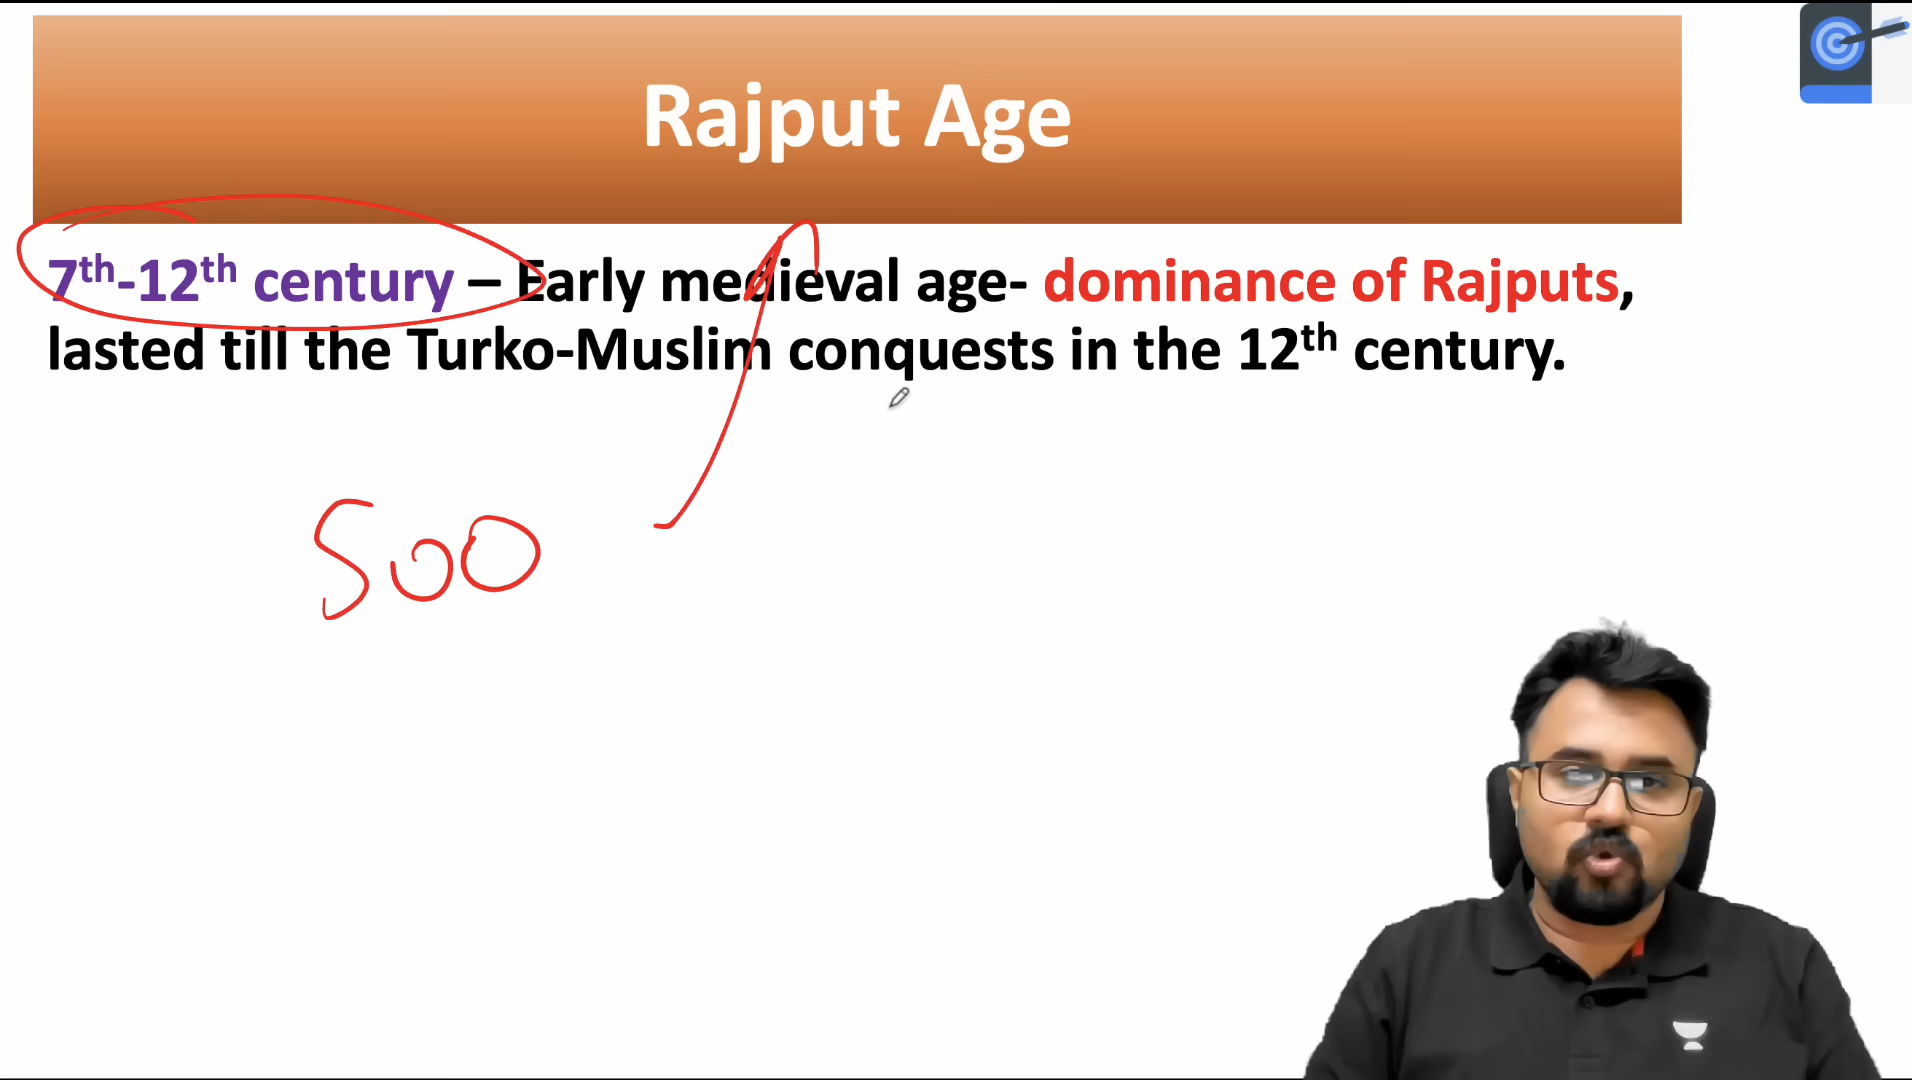 Rajput Age
7th-12th century – Early medieval age- dominance of Rajputs,
lasted till the Turko-Muslim conquests in the 12th century.
500